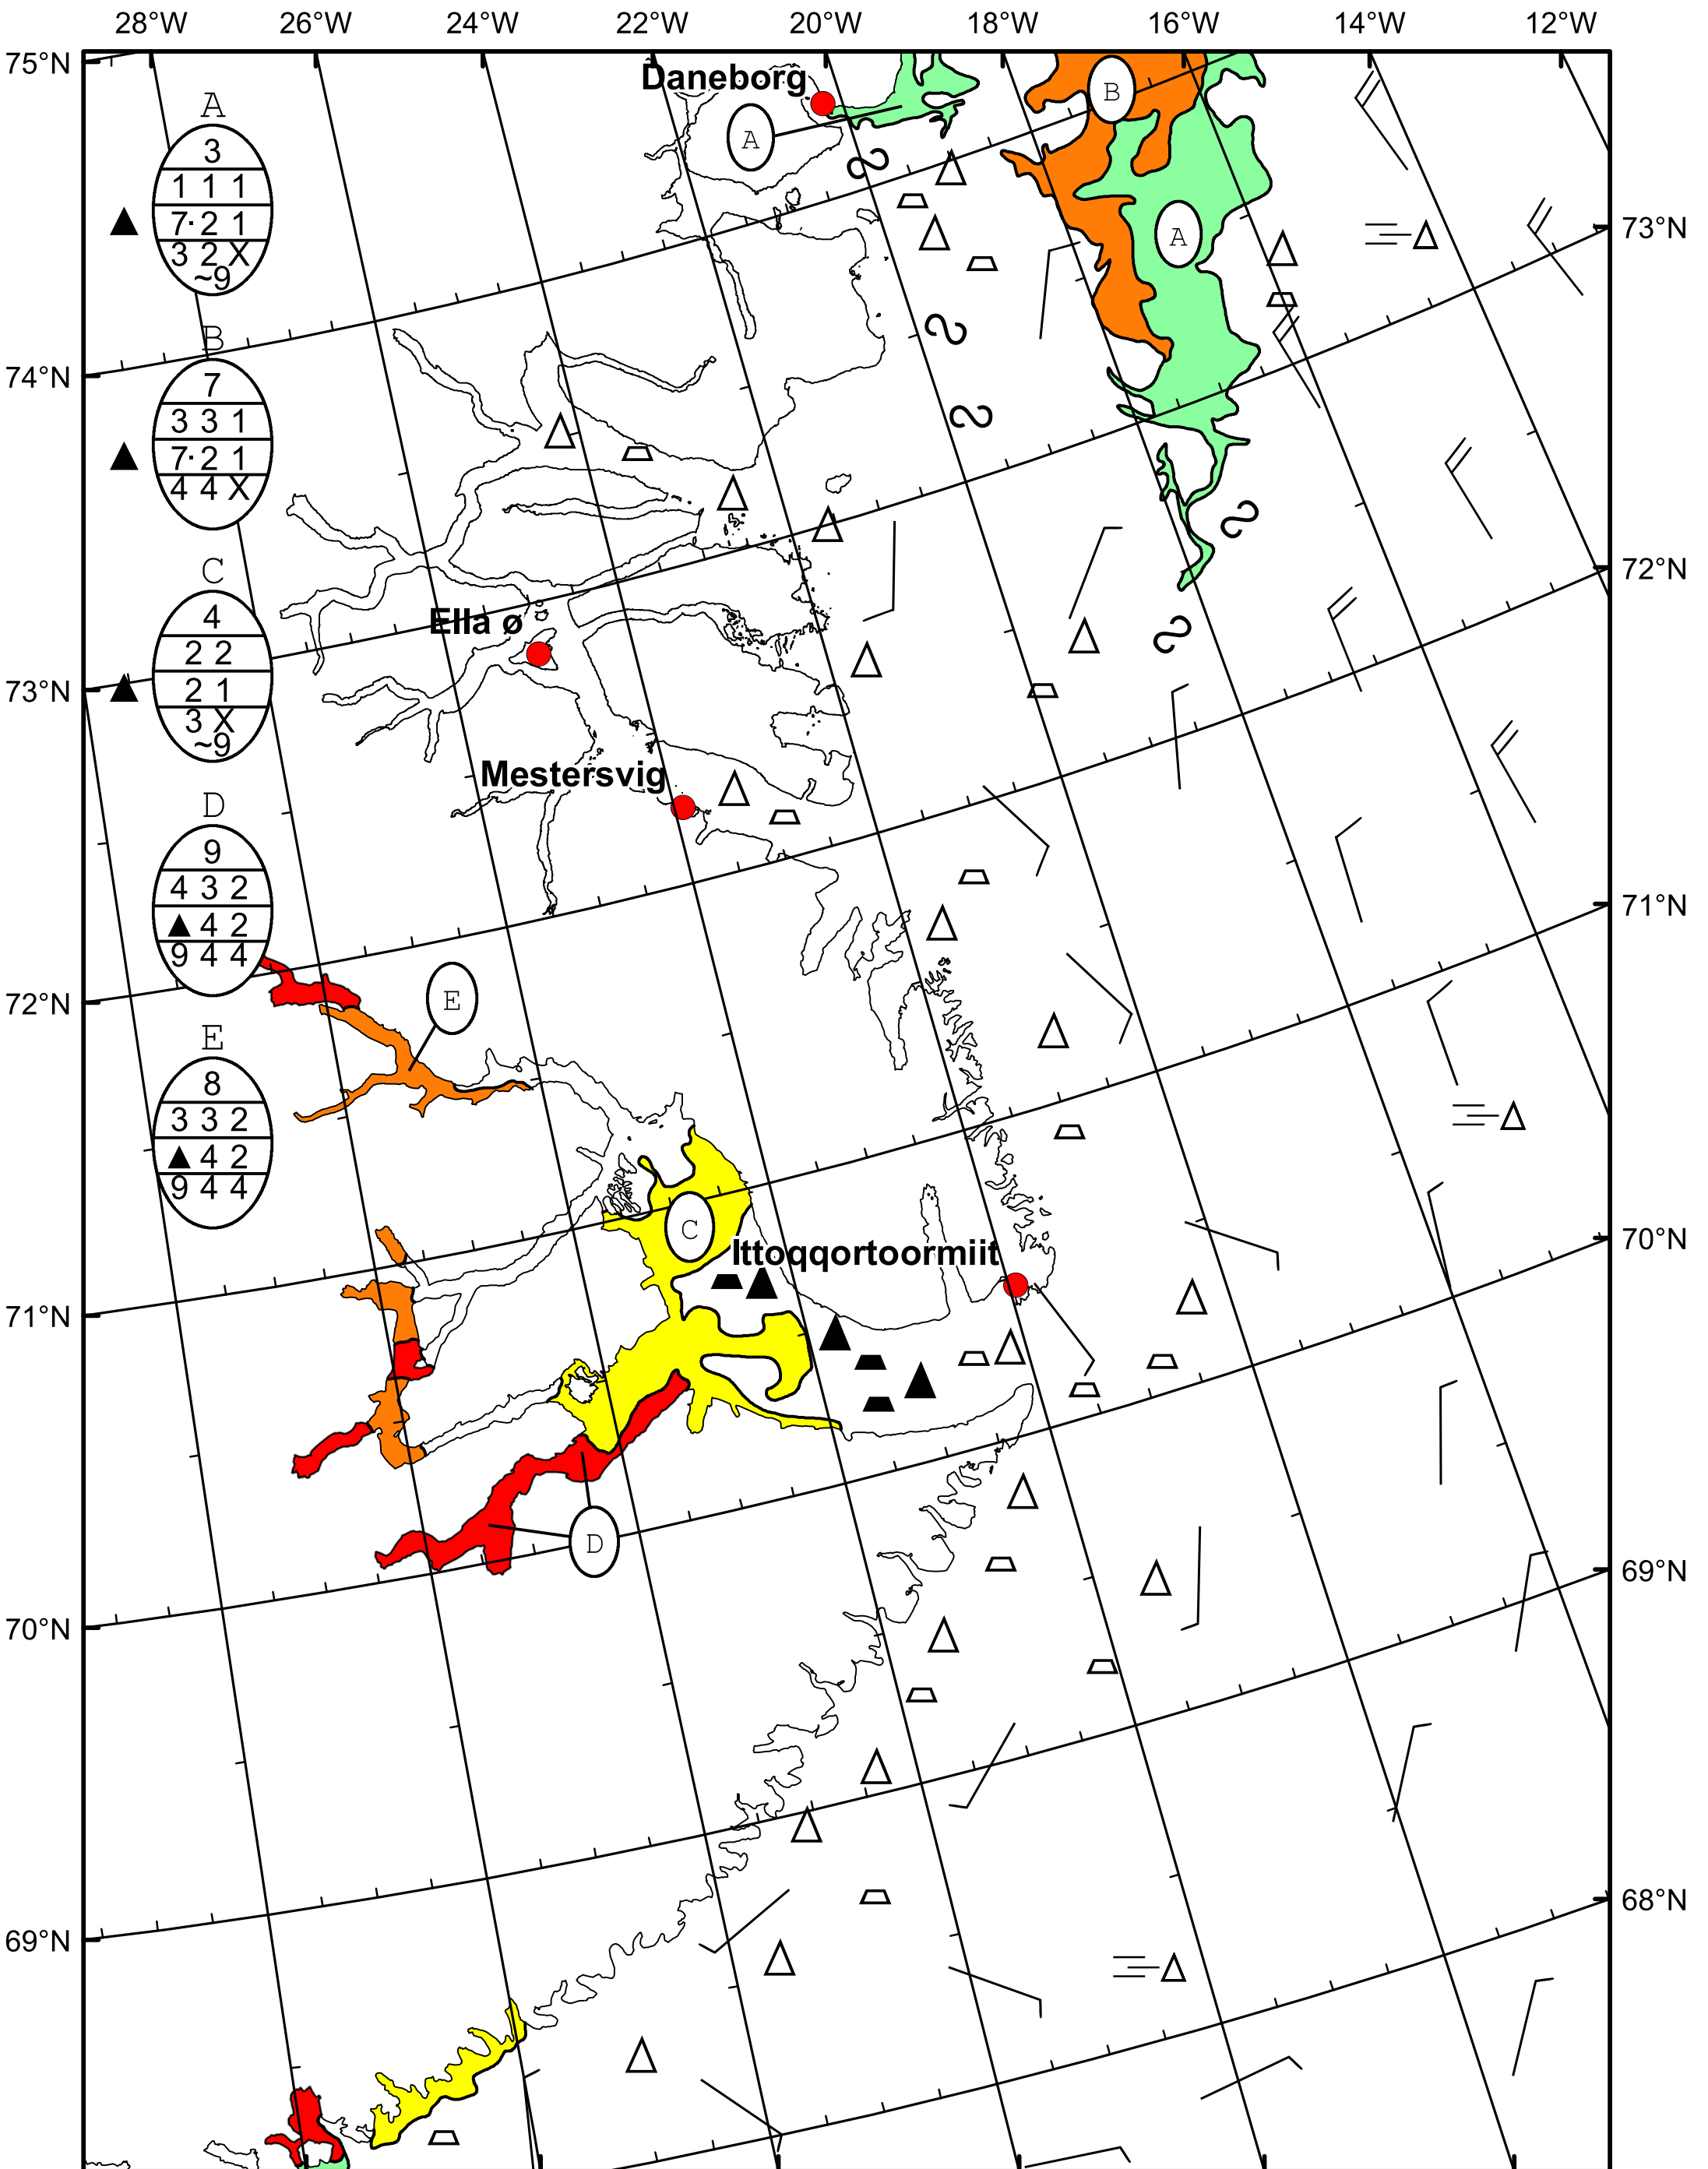 28°W 26°W 24°W 22°W 20°W 18°W 16°W 14°W 12°W
75°N
Daneborg
B
A
A
3
1 1 1
7· 2 1
3 2 X
~9
A
73°N
B
74°N
7
3 3 1
7· 2 1
4 4 X
C
72°N
4
2 2
2 1
3 X
~9
Ella ø
73°N
Mestersvig
D
9
4 3 2
4 2
9 4 4
71°N
E
72°N
E
8
3 3 2
4 2
9 4 4
C
Ittoqqortoormiit
70°N
71°N
D
69°N
70°N
68°N
69°N